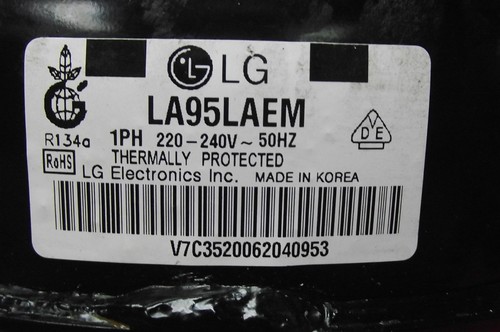 LG
LA95LAEM
R134a 1PH 220-240V~50HZ
RoHS THERMALLY PROTECTED
VDE
LG Electronics Inc. MADE IN KOREA
V7C3520062040953